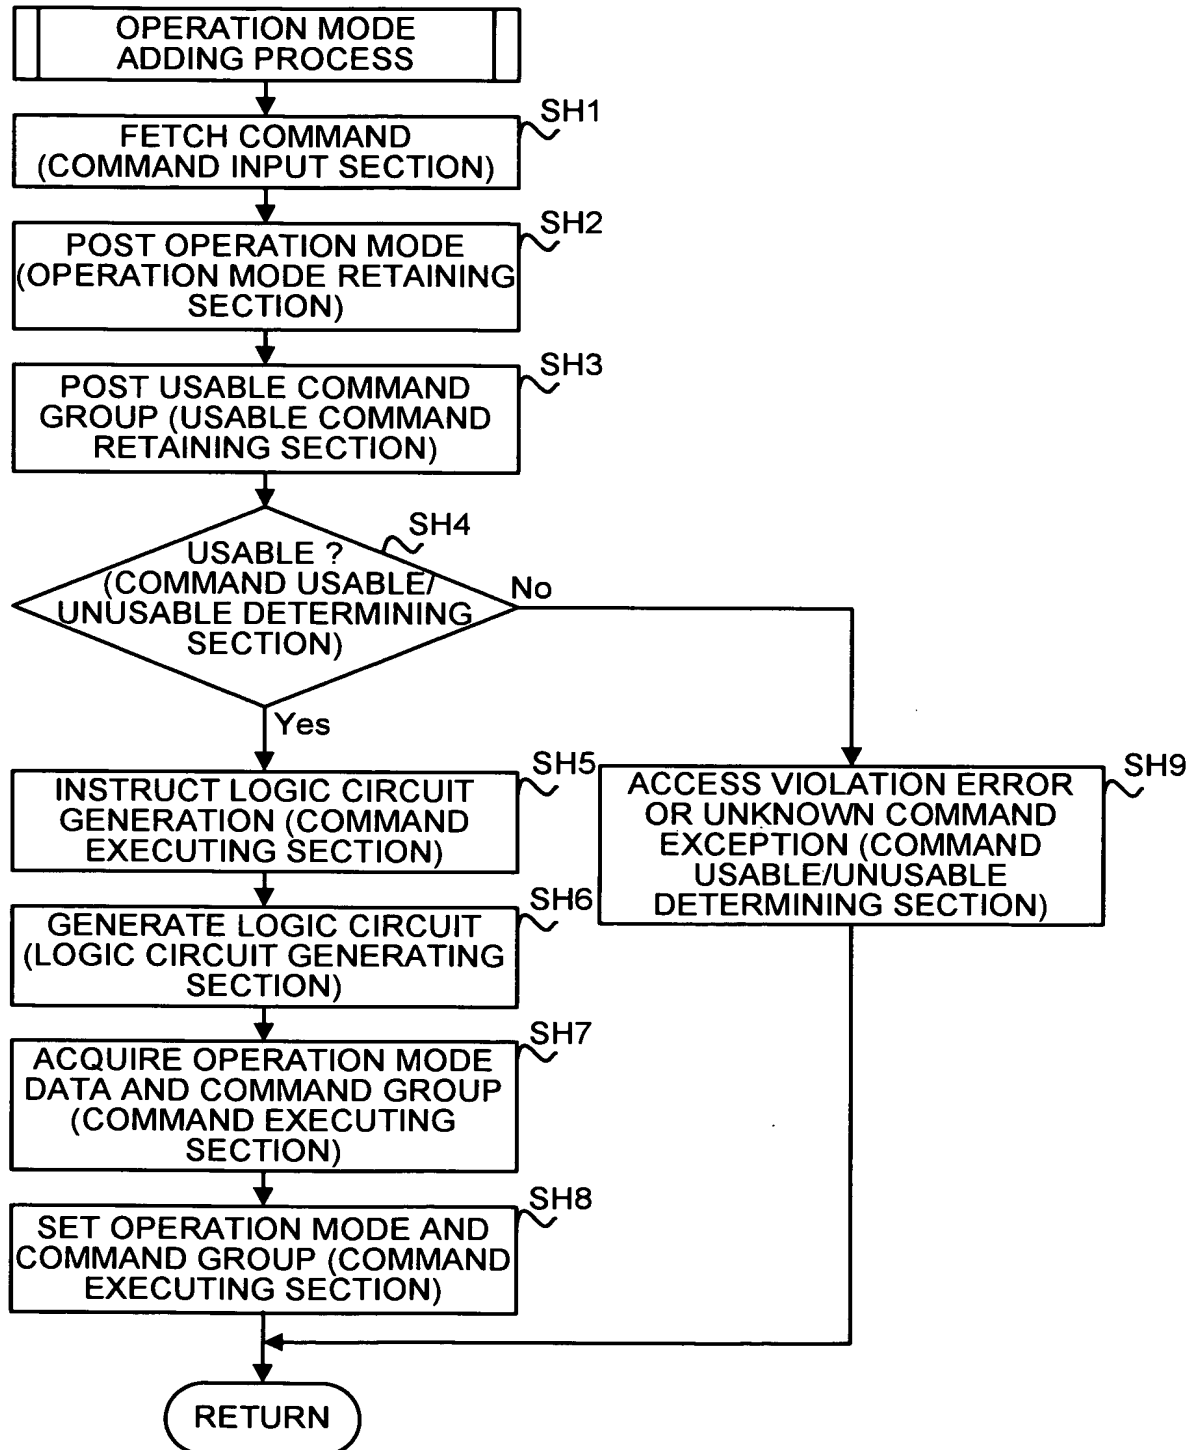 OPERATION MODE
ADDING PROCESS
SH1
FETCH COMMAND
(COMMAND INPUT SECTION)
SH2
POST OPERATION MODE
(OPERATION MODE RETAINING
SECTION)
SH3
POST USABLE COMMAND
GROUP (USABLE COMMAND
RETAINING SECTION)
SH4
USABLE ?
(COMMAND USABLE/
UNUSABLE DETERMINING
SECTION)
No
Yes
SH5
INSTRUCT LOGIC CIRCUIT
GENERATION (COMMAND
EXECUTING SECTION)
SH9
ACCESS VIOLATION ERROR
OR UNKNOWN COMMAND
EXCEPTION (COMMAND
USABLE/UNUSABLE
DETERMINING SECTION)
SH6
GENERATE LOGIC CIRCUIT
(LOGIC CIRCUIT GENERATING
SECTION)
SH7
ACQUIRE OPERATION MODE
DATA AND COMMAND GROUP
(COMMAND EXECUTING
SECTION)
SH8
SET OPERATION MODE AND
COMMAND GROUP (COMMAND
EXECUTING SECTION)
RETURN